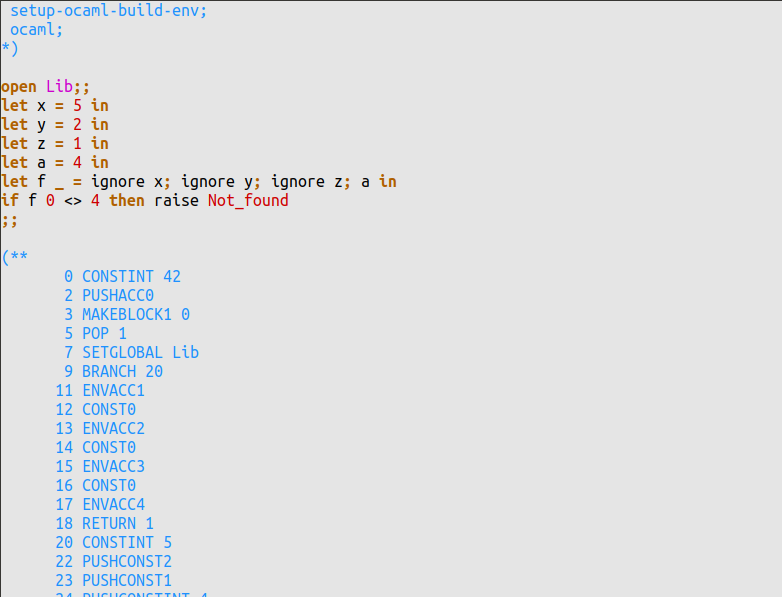 setup-ocaml-build-env;
ocaml;
*)
open Lib;;
let x = 5 in
let y = 2 in
let z = 1 in
let a = 4 in
let f _ = ignore x; ignore y; ignore z; a in
if f 0 <> 4 then raise Not_found
;;
(**
0 CONSTINT 42
2 PUSHACC0
3 MAKEBLOCK1 0
5 POP 1
7 SETGLOBAL Lib
9 BRANCH 20
11 ENVACC1
12 CONST0
13 ENVACC2
14 CONST0
15 ENVACC3
16 CONST0
17 ENVACC4
18 RETURN 1
20 CONSTINT 5
22 PUSHCONST2
23 PUSHCONST1
24 PUSHCONSTINT 4